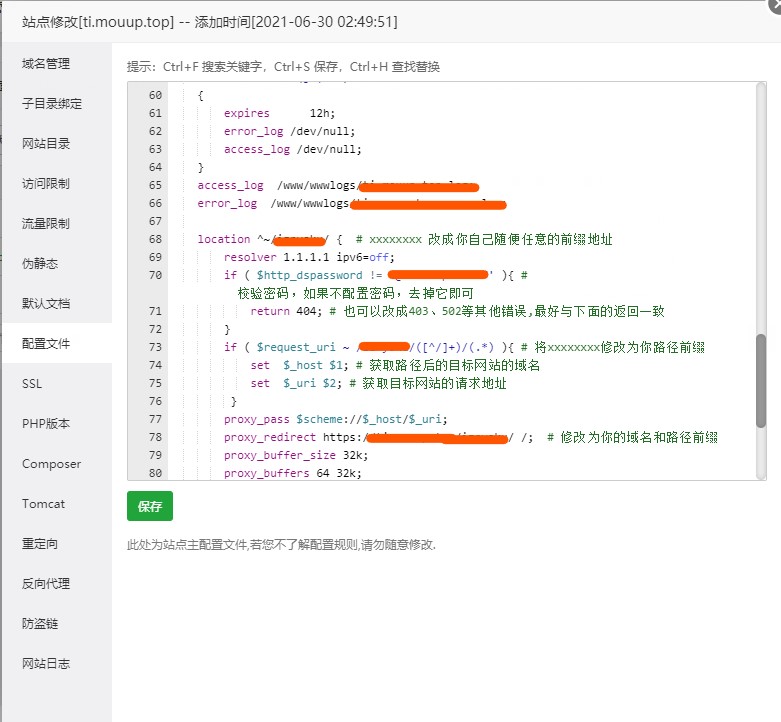 站点修改[ti.mouup.top] -- 添加时间[2021-06-30 02:49:51]
域名管理
子目录绑定
网站目录
访问限制
流量限制
伪静态
默认文档
配置文件
SSL
PHP版本
Composer
Tomcat
重定向
反向代理
防盗链
网站日志
提示：Ctrl+F 搜索关键字，Ctrl+S 保存，Ctrl+H 查找替换
60 {
61 expires 12h;
62 error_log /dev/null;
63 access_log /dev/null;
64 }
65 access_log /www/wwwlogs/
66 error_log /www/wwwlogs/
67
68 location ^~/ / { # xxxxxxxx 改成你自己随便任意的前缀地址
69 resolver 1.1.1.1 ipv6=off;
70 if ( $http_dspassword != ' ){ #
校验密码，如果不配置密码，去掉它即可
71 return 404; # 也可以改成403、502等其他错误,最好与下面的返回一致
72 }
73 if ( $request_uri ~ / /([^/]+)/(.*) ){ # 将xxxxxxxx修改为你路径前缀
74 set $_host $1; # 获取路径后的目标网站的域名
75 set $_uri $2; # 获取目标网站的请求地址
76 }
77 proxy_pass $scheme://$_host/$_uri;
78 proxy_redirect https:/ / /; # 修改为你的域名和路径前缀
79 proxy_buffer_size 32k;
80 proxy_buffers 64 32k;
保存
此处为站点主配置文件,若您不了解配置规则,请勿随意修改.